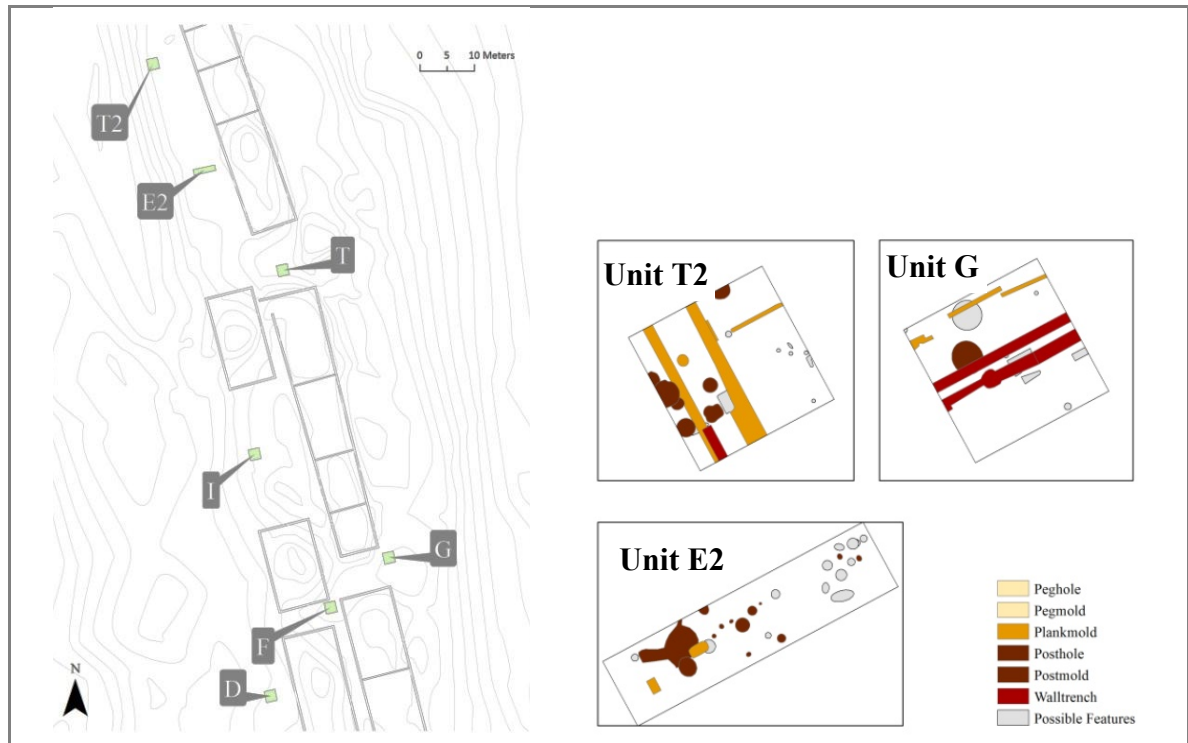 0 5 10 Meters
T2
E2
T
I
G
F
D
N
Unit T2
Unit G
Unit E2
Peghole
Pegmold
Plankmold
Posthole
Postmold
Walltrench
Possible Features